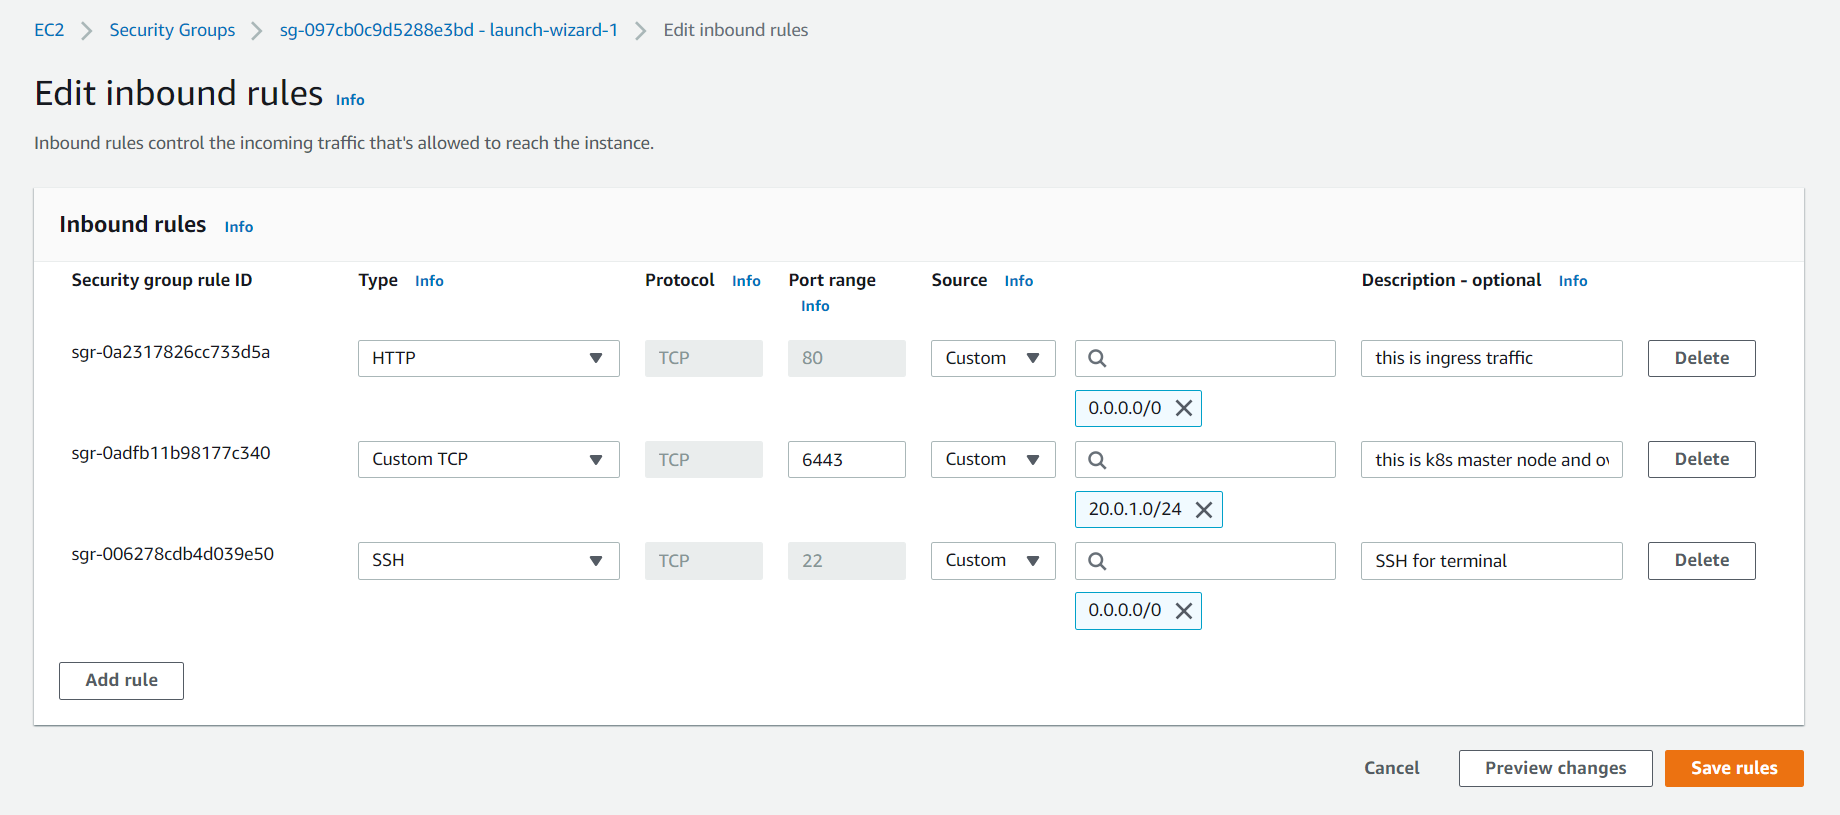 EC2 > Security Groups > sg-097cb0c9d5288e3bd - launch-wizard-1 > Edit inbound rules
Edit inbound rules Info
Inbound rules control the incoming traffic that's allowed to reach the instance.
Inbound rules Info
Security group rule ID Type Info Protocol Info Port range Info Source Info Description - optional Info
sgr-0a2317826cc733d5a HTTP TCP 80 Custom this is ingress traffic Delete
0.0.0.0/0
sgr-0adfb11b98177c340 Custom TCP TCP 6443 Custom this is k8s master node and ov Delete
20.0.1.0/24
sgr-006278cdb4d039e50 SSH TCP 22 Custom SSH for terminal Delete
0.0.0.0/0
Add rule
Cancel Preview changes Save rules